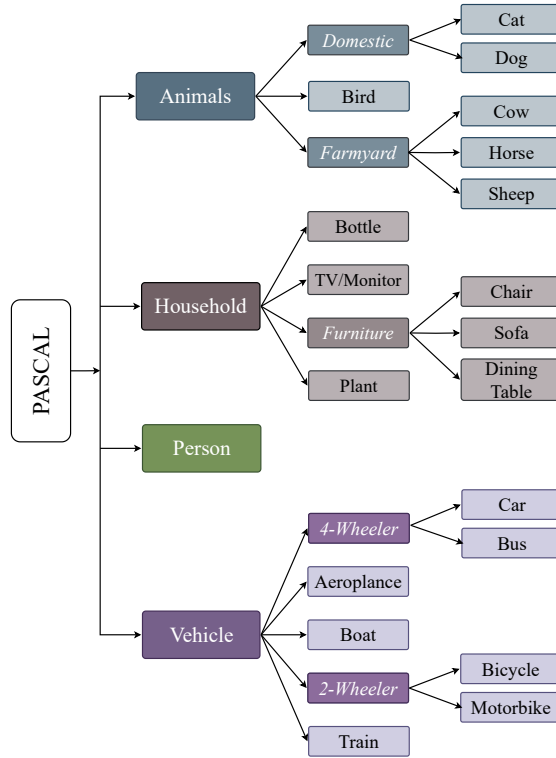 PASCAL
Animals
Domestic
Cat
Dog
Bird
Farmyard
Cow
Horse
Sheep
Household
Bottle
TV/Monitor
Furniture
Chair
Sofa
Dining
Table
Plant
Person
Vehicle
4-Wheeler
Car
Bus
Aeroplance
Boat
2-Wheeler
Bicycle
Motorbike
Train